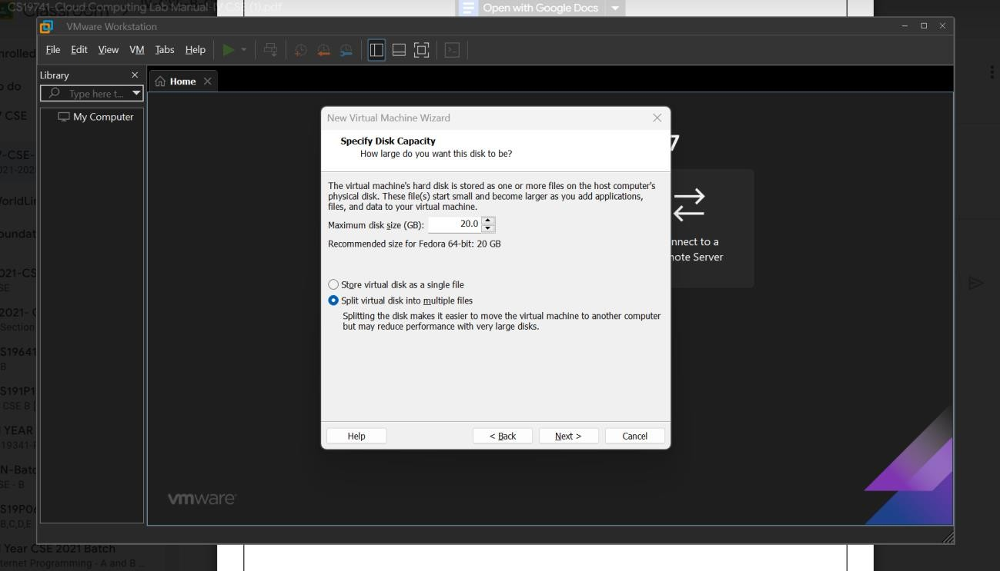 CS19741-Cloud Computing Lab Manual-IV CSE (1).pdf
Classroom
Open with Google Docs
VMware Workstation
File Edit View VM Tabs Help
Library
Home
Type here t...
My Computer
New Virtual Machine Wizard
Specify Disk Capacity
How large do you want this disk to be?
The virtual machine's hard disk is stored as one or more files on the host computer's
physical disk. These file(s) start small and become larger as you add applications,
files, and data to your virtual machine.
Maximum disk size (GB): 20.0
Recommended size for Fedora 64-bit: 20 GB
Store virtual disk as a single file
Split virtual disk into multiple files
Splitting the disk makes it easier to move the virtual machine to another computer
but may reduce performance with very large disks.
Help
< Back
Next >
Cancel
7
nnect to a
note Server
vmware
nrolled
o do
CSE
7-CSE-
021-202
WorldLin
oundat
021-CS
SE
2021- C
Section
S19641
B
S191P1
CSE B [
YEAR
19341-F
N-Batc
SE - B
S19P06
B,C,D,E
Year CSE 2021 Batch
ternet Programming - A and B ...